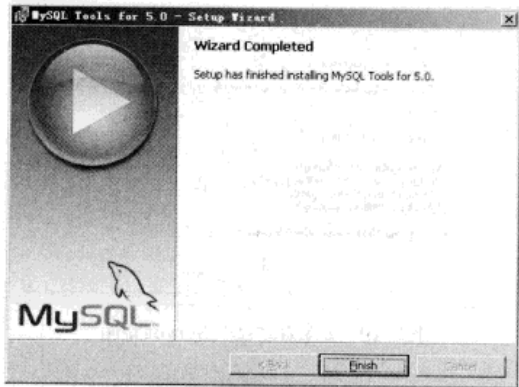 MySQL Tools for 5.0 - Setup Wizard
Wizard Completed
Setup has finished installing MySQL Tools for 5.0.
MySQL
< Back
Finish
Cancel